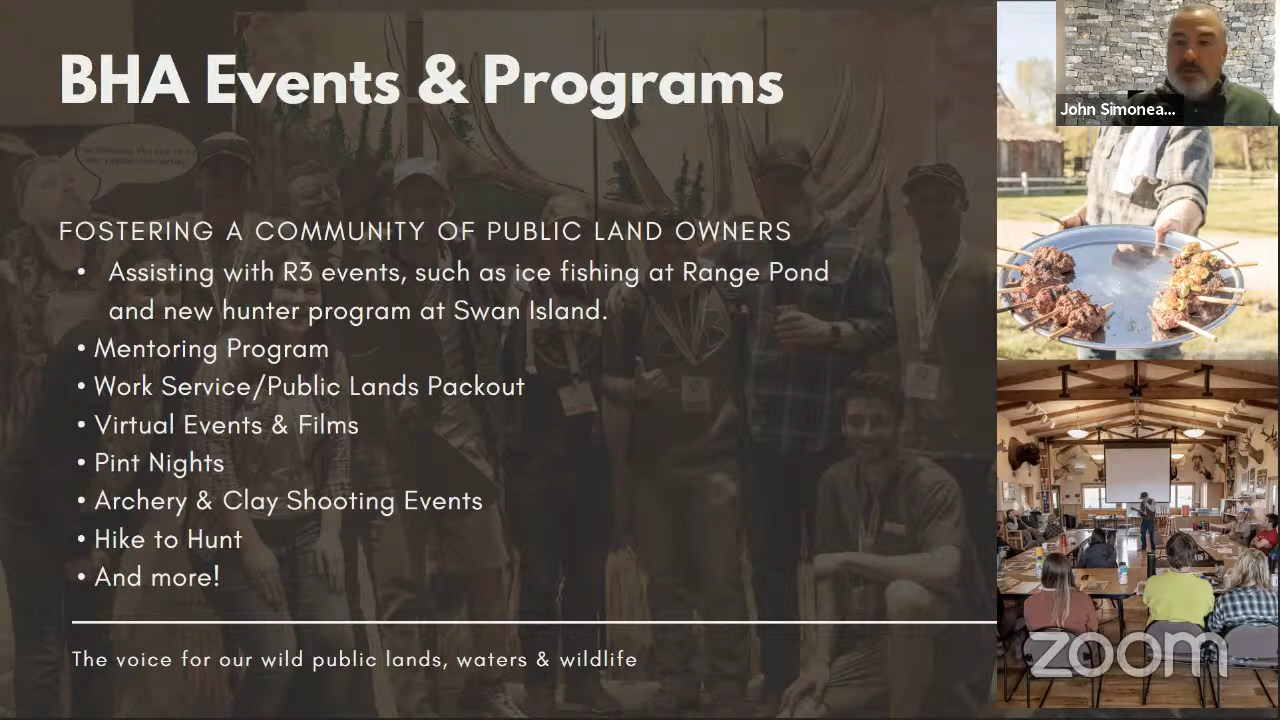 BHA Events & Programs
FOSTERING A COMMUNITY OF PUBLIC LAND OWNERS
• Assisting with R3 events, such as ice fishing at Range Pond
and new hunter program at Swan Island.
• Mentoring Program
• Work Service/Public Lands Packout
• Virtual Events & Films
• Pint Nights
• Archery & Clay Shooting Events
• Hike to Hunt
• And more!
The voice for our wild public lands, waters & wildlife
John Simonea...
zoom